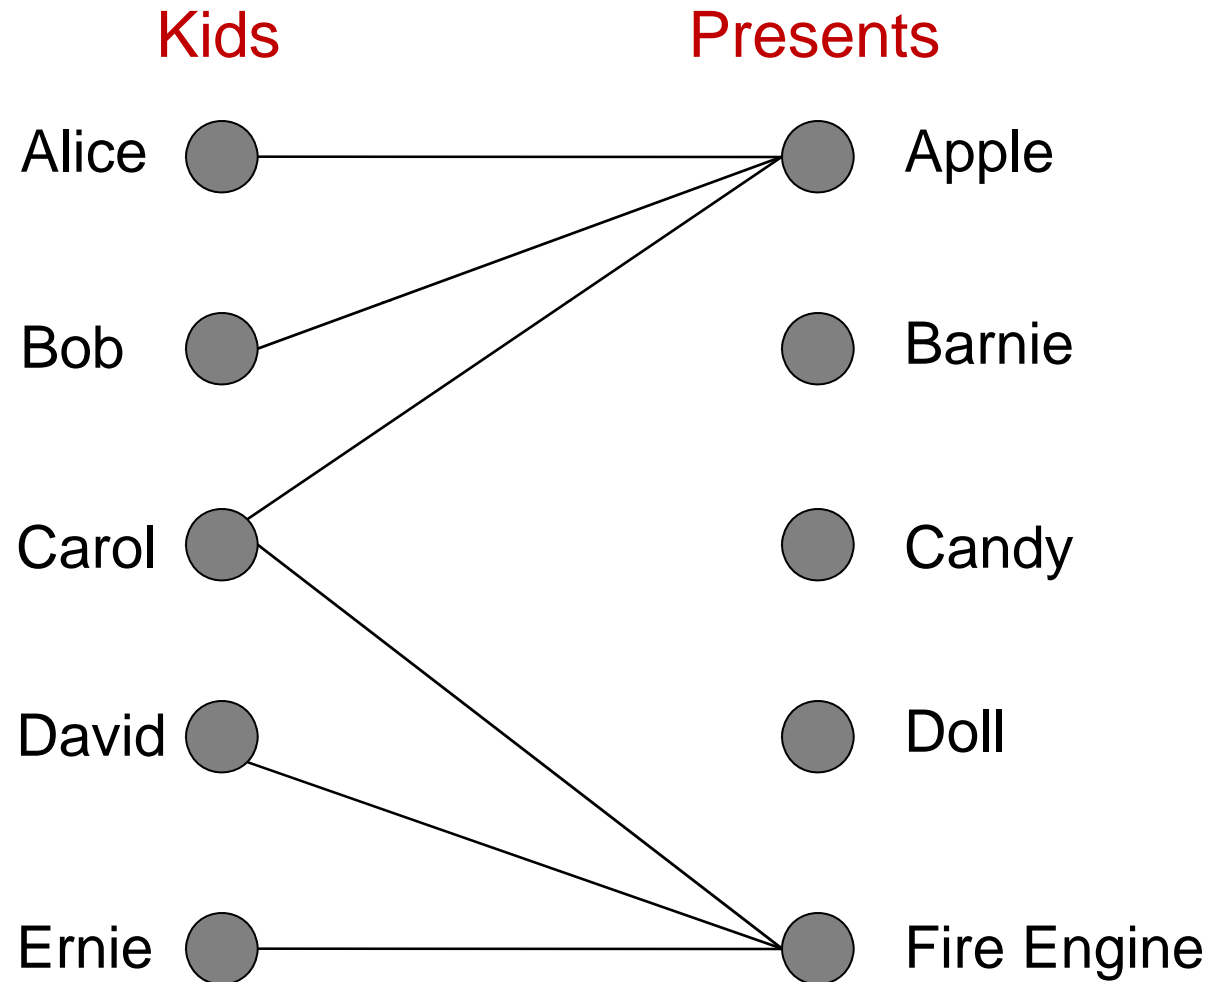 Kids Presents
Alice Apple
Bob Barnie
Carol Candy
David Doll
Ernie Fire Engine